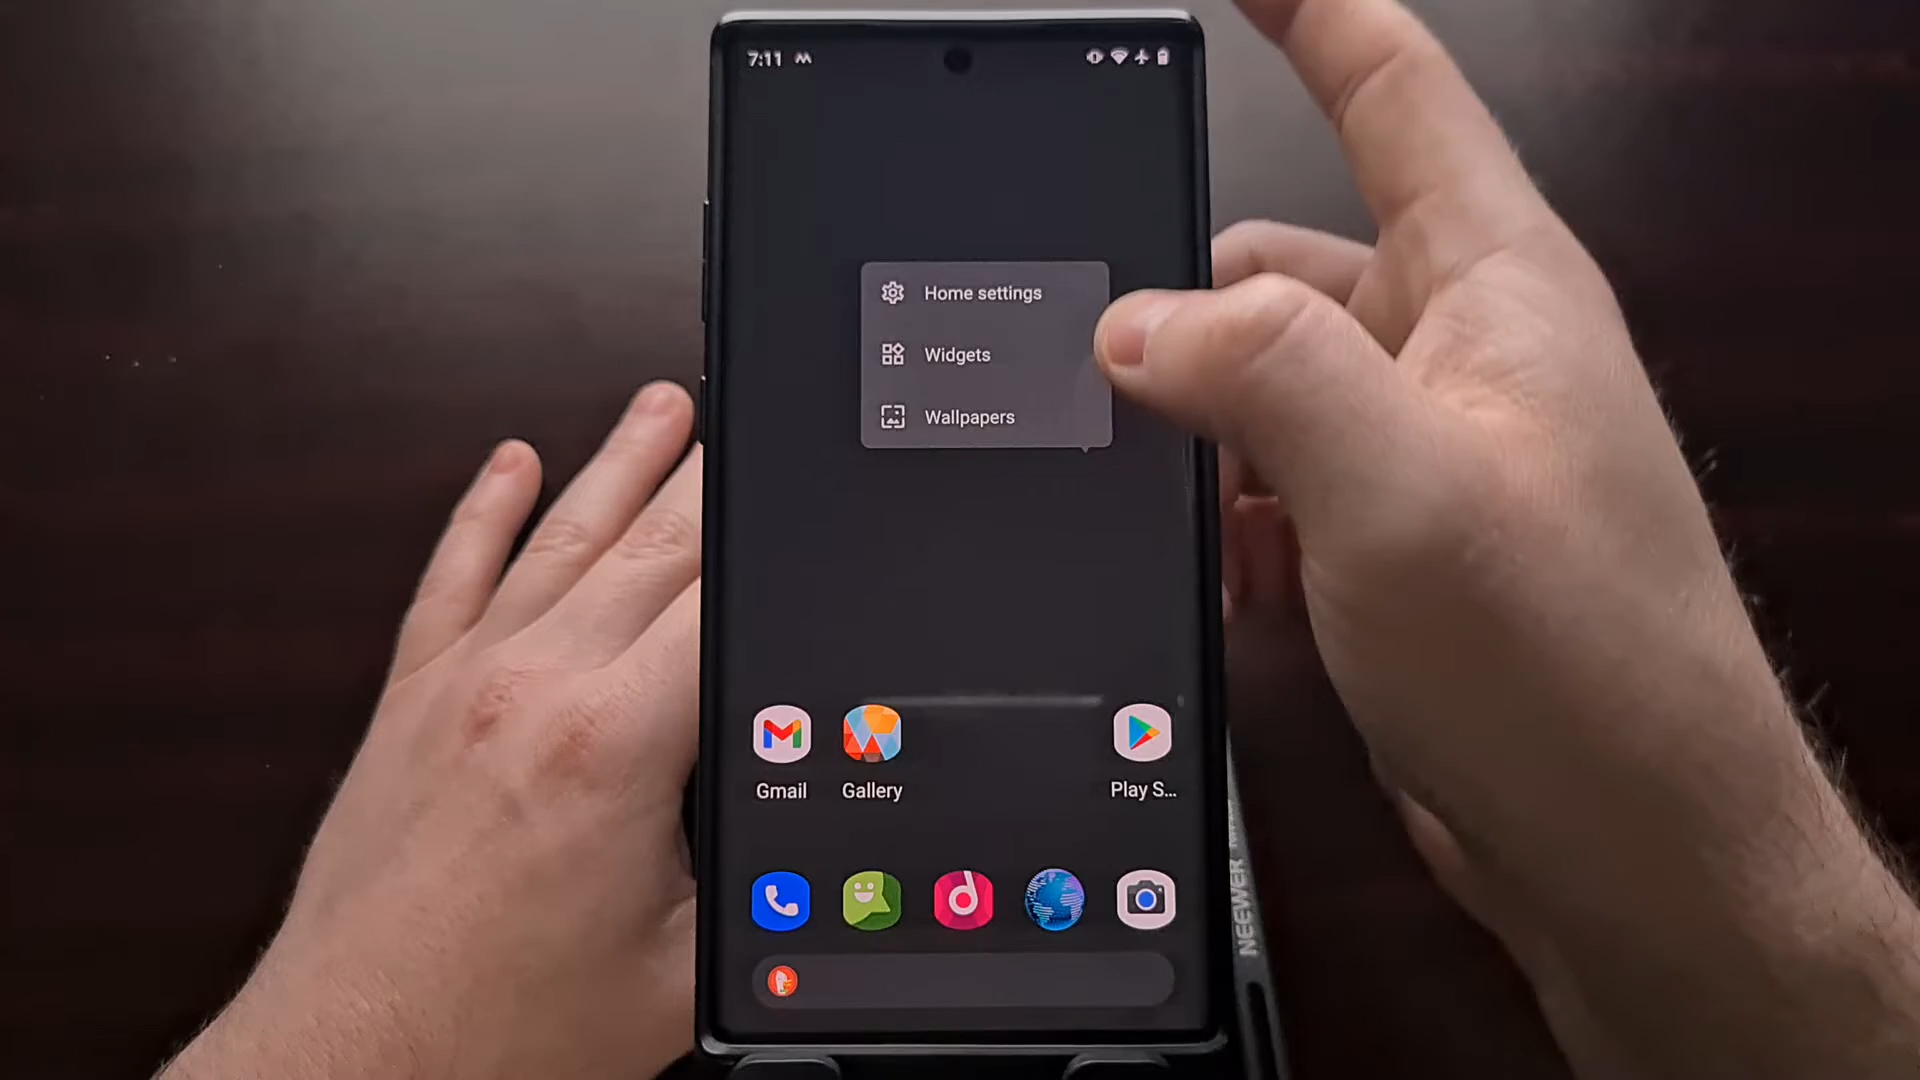 7:11
Home settings
Widgets
Wallpapers
Gmail
Gallery
Play S...
NEEWER